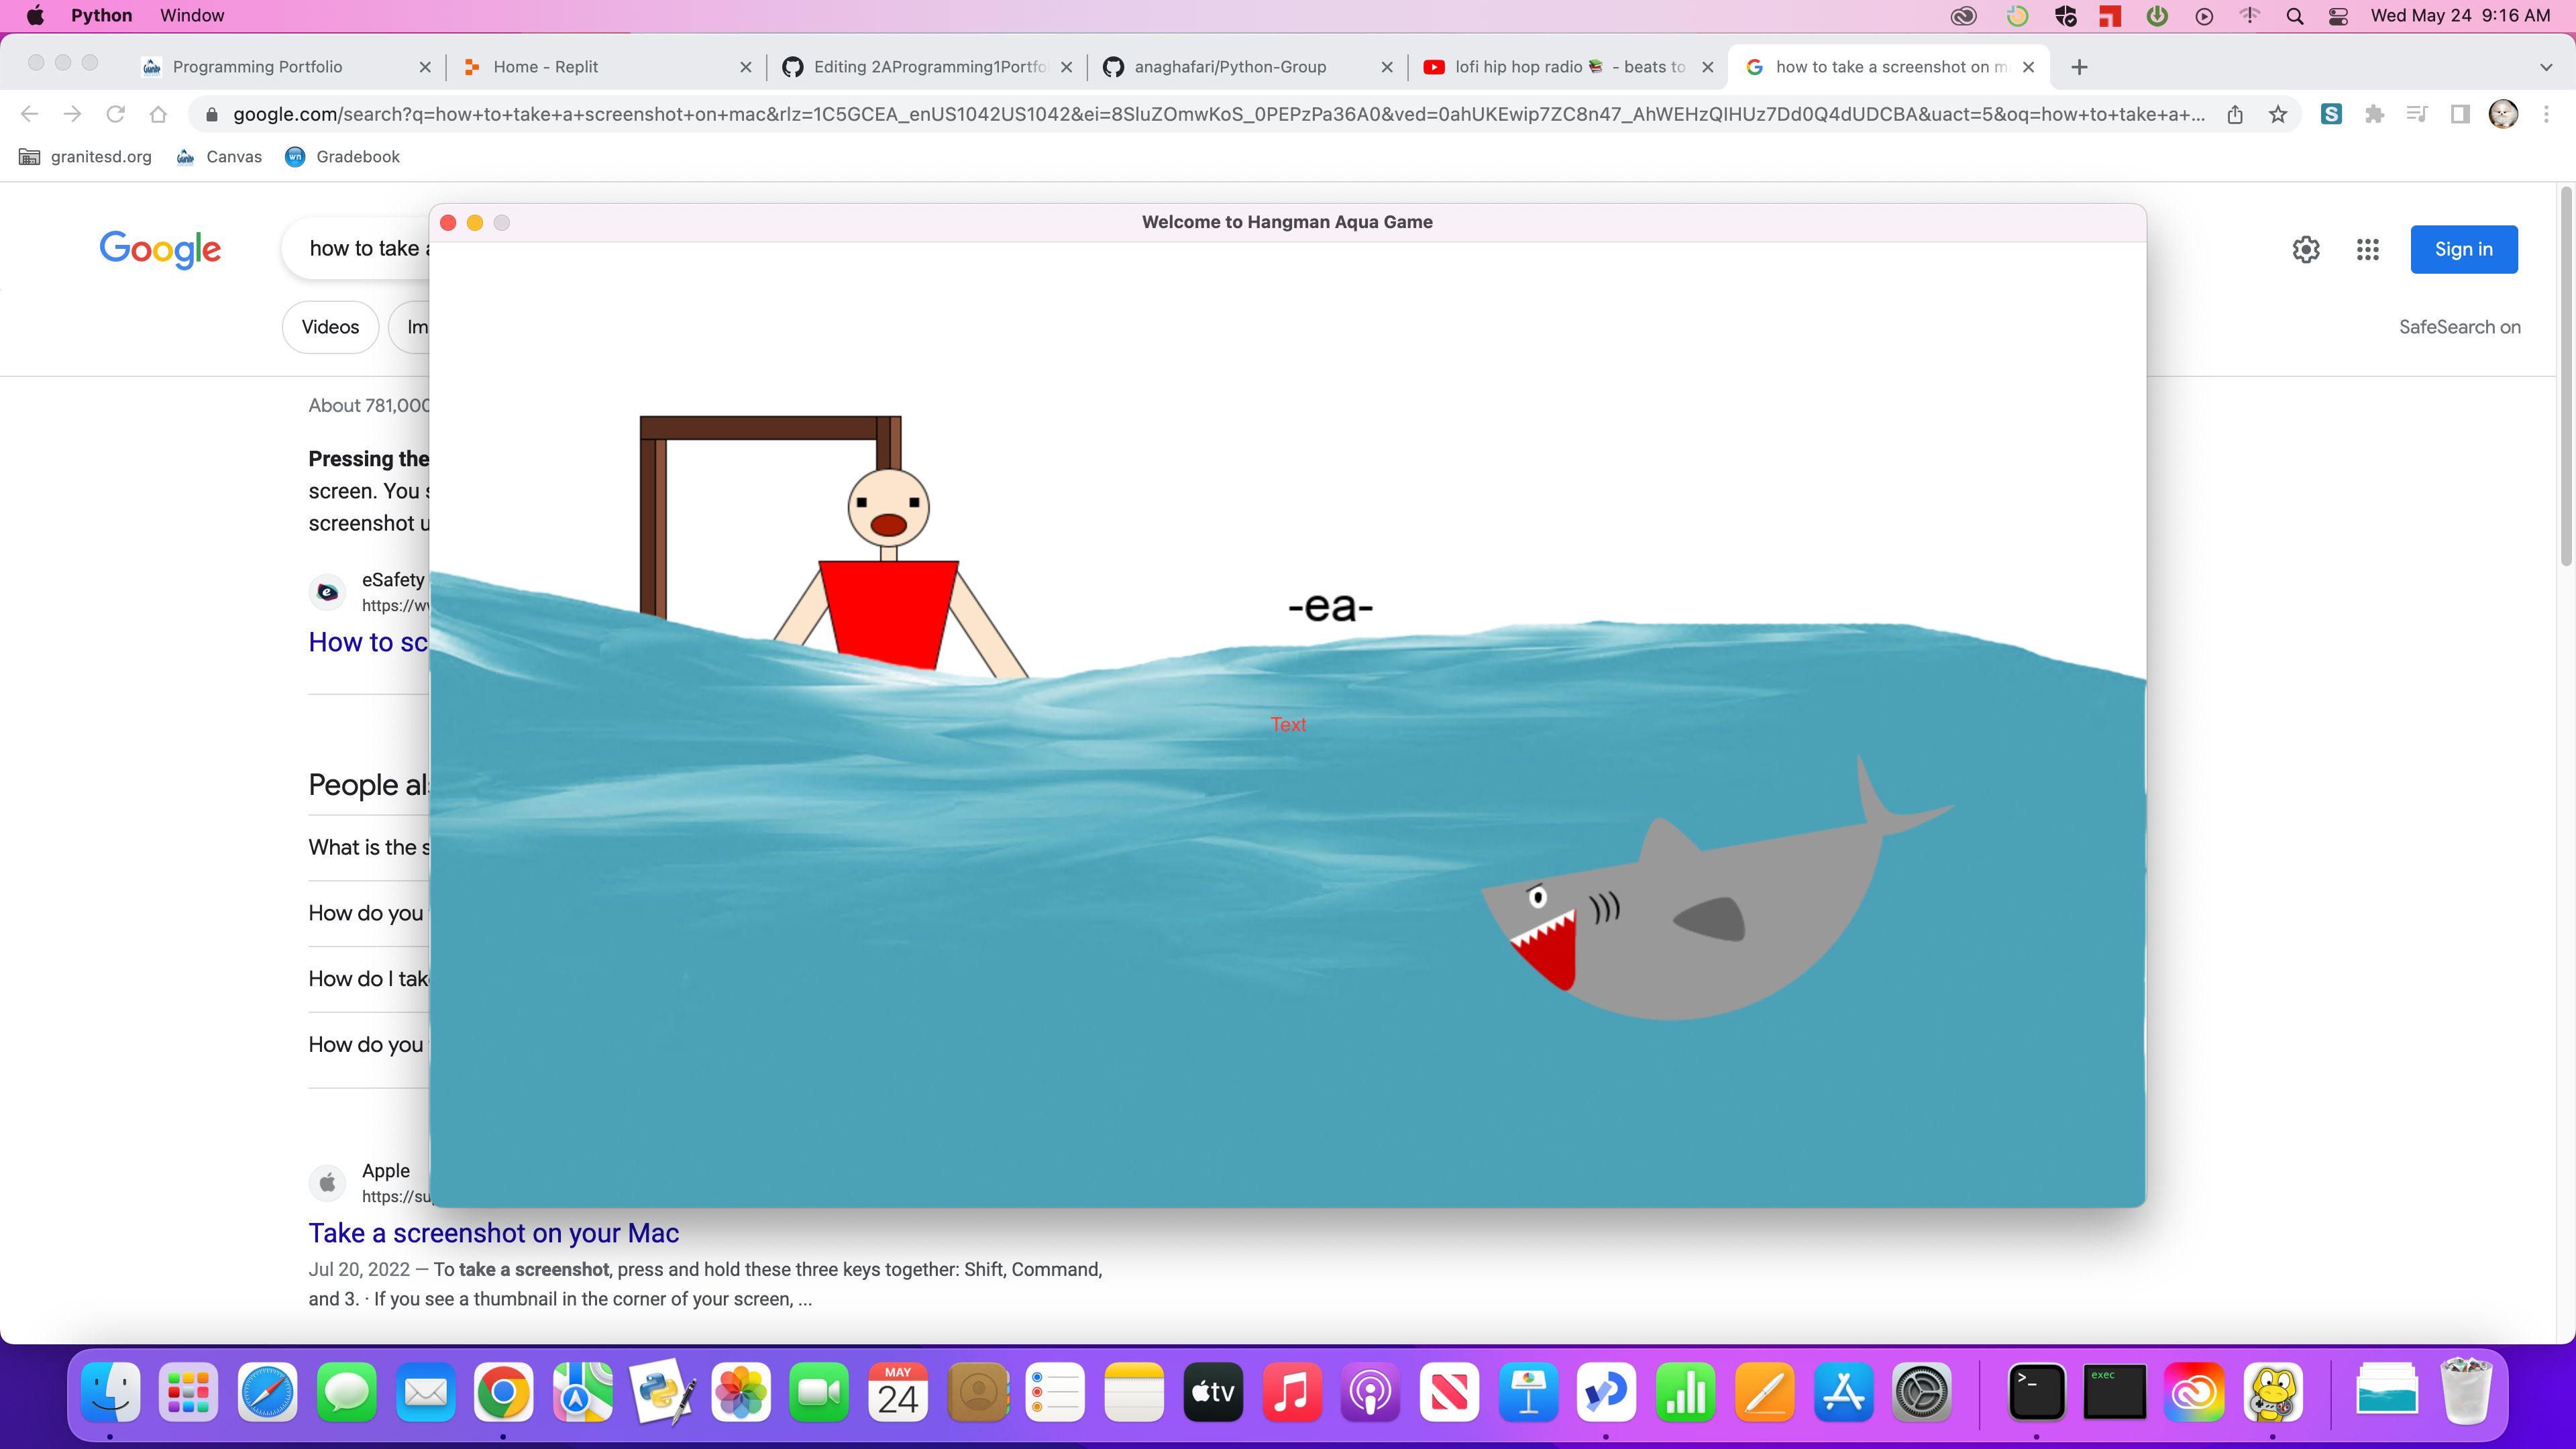 Python Window Wed May 24 9:16 AM
Programming Portfolio
Home - Replit
Editing 2AProgramming1Portfo
anaghafari/Python-Group
lofi hip hop radio 📚 - beats to
how to take a screenshot on m
google.com/search?q=how+to+take+a+screenshot+on+mac&rlz=1C5GCEA_enUS1042US1042&ei=8SluZOmwKoS_0PEPzPa36A0&ved=0ahUKEwip7ZC8n47_AhWEHzQIHUz7Dd0Q4dUDCBA&uact=5&oq=how+to+take+a+...
granitesd.org Canvas Gradebook
Welcome to Hangman Aqua Game
Google
how to take
Sign in
Videos
Im
SafeSearch on
About 781,000
Pressing the
screen. You
screenshot u
eSafety
https://w
How to sc
People al
What is the s
How do you
How do I tak
How do you
-ea-
Text
Apple
https://su
Take a screenshot on your Mac
Jul 20, 2022 — To take a screenshot, press and hold these three keys together: Shift, Command,
and 3. · If you see a thumbnail in the corner of your screen, ...
MAY
24
tv
exec